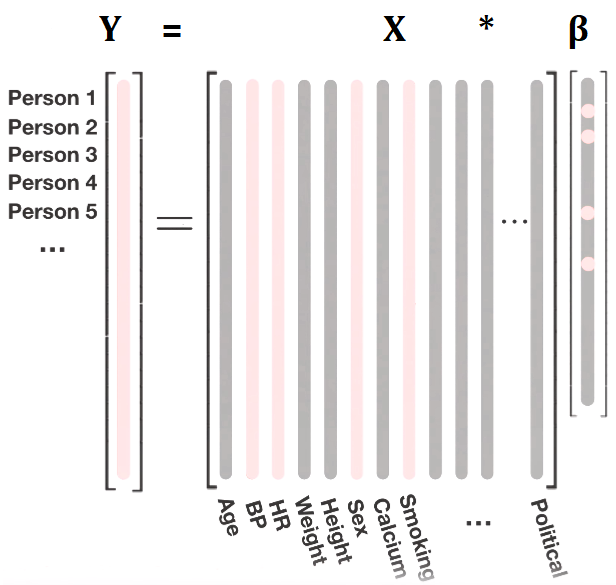 Y = X * β
Person 1
Person 2
Person 3
Person 4
Person 5
...
=
...
Age BP HR Weight Height Sex Calcium Smoking ... Political